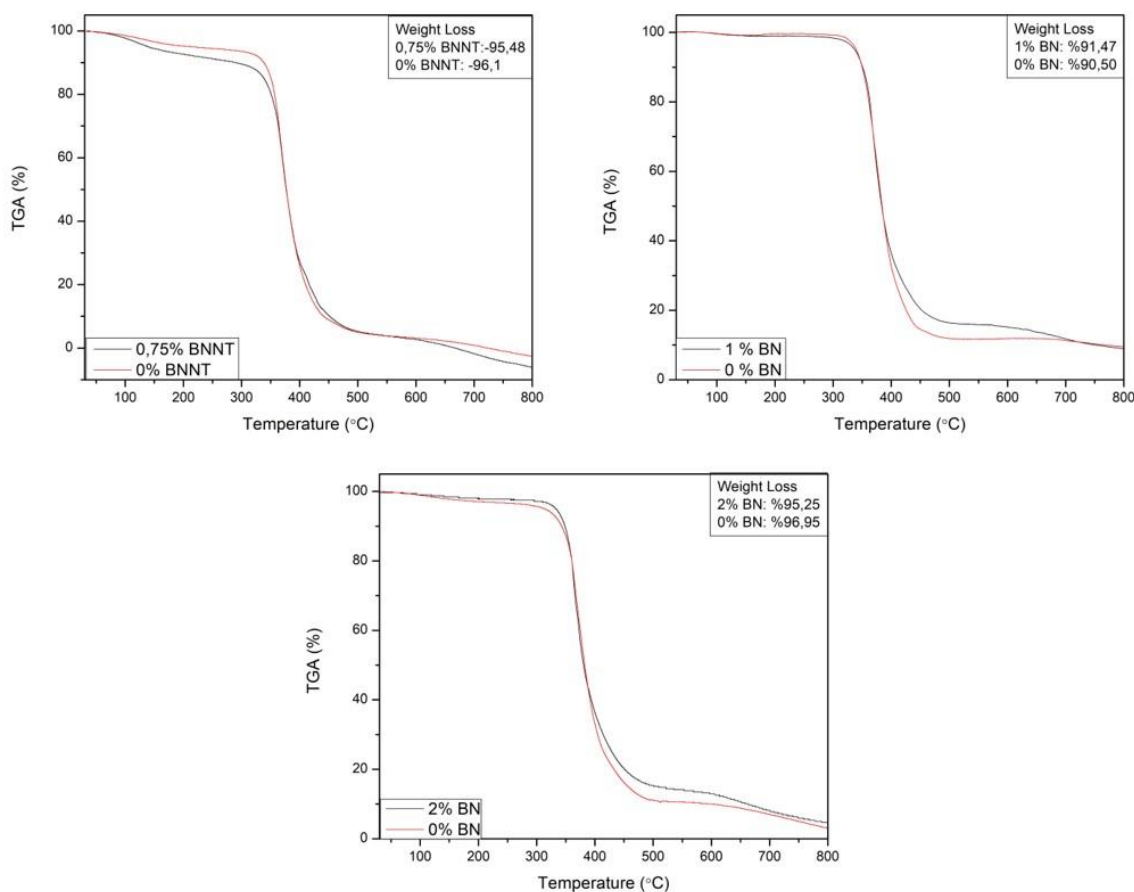 100
80
60
40
20
0
TGA (%)
Weight Loss
0,75% BNNT:-95,48
0% BNNT: -96,1
0,75% BNNT
0% BNNT
100 200 300 400 500 600 700 800
Temperature (°C)
100
80
60
40
20
0
TGA (%)
Weight Loss
1% BN: %91,47
0% BN: %90,50
1 % BN
0 % BN
100 200 300 400 500 600 700 800
Temperature (°C)
100
80
60
40
20
0
TGA (%)
Weight Loss
2% BN: %95,25
0% BN: %96,95
2% BN
0% BN
100 200 300 400 500 600 700 800
Temperature (°C)